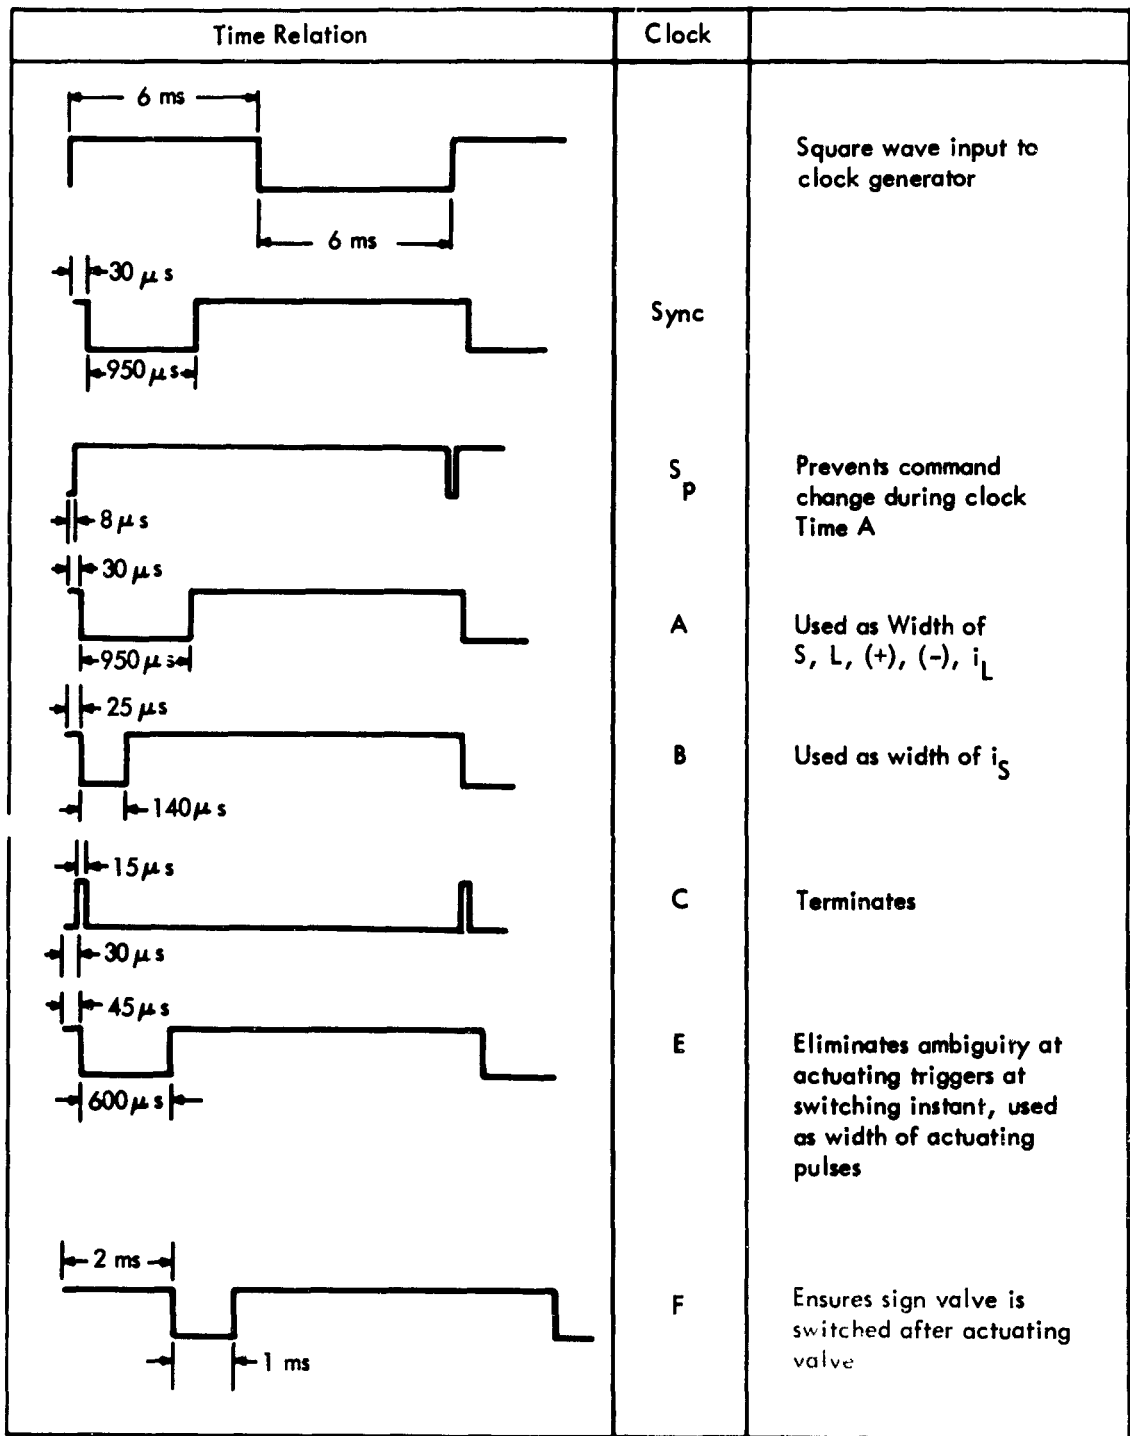 Time Relation
Clock
6 ms
Square wave input to
clock generator
6 ms
30 μs
Sync
950 μs
Sp
Prevents command
change during clock
Time A
8 μs
30 μs
A
Used as Width of
S, L, (+), (-), iL
950 μs
25 μs
B
Used as width of iS
140 μs
15 μs
C
Terminates
30 μs
45 μs
E
Eliminates ambiguity at
actuating triggers at
switching instant, used
as width of actuating
pulses
600 μs
2 ms
F
Ensures sign valve is
switched after actuating
valve
1 ms